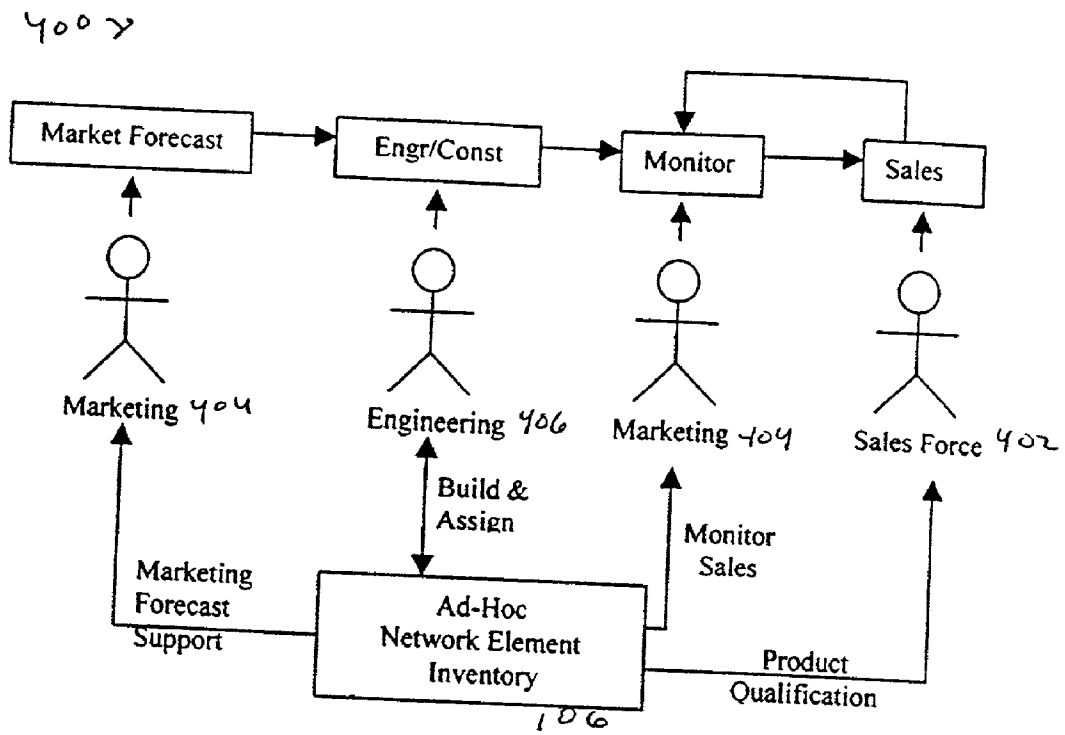 400
Market Forecast
Engr/Const
Monitor
Sales
Marketing 404
Engineering 406
Marketing 404
Sales Force 402
Build &
Assign
Monitor
Sales
Marketing
Forecast
Support
Ad-Hoc
Network Element
Inventory
Product
Qualification
106